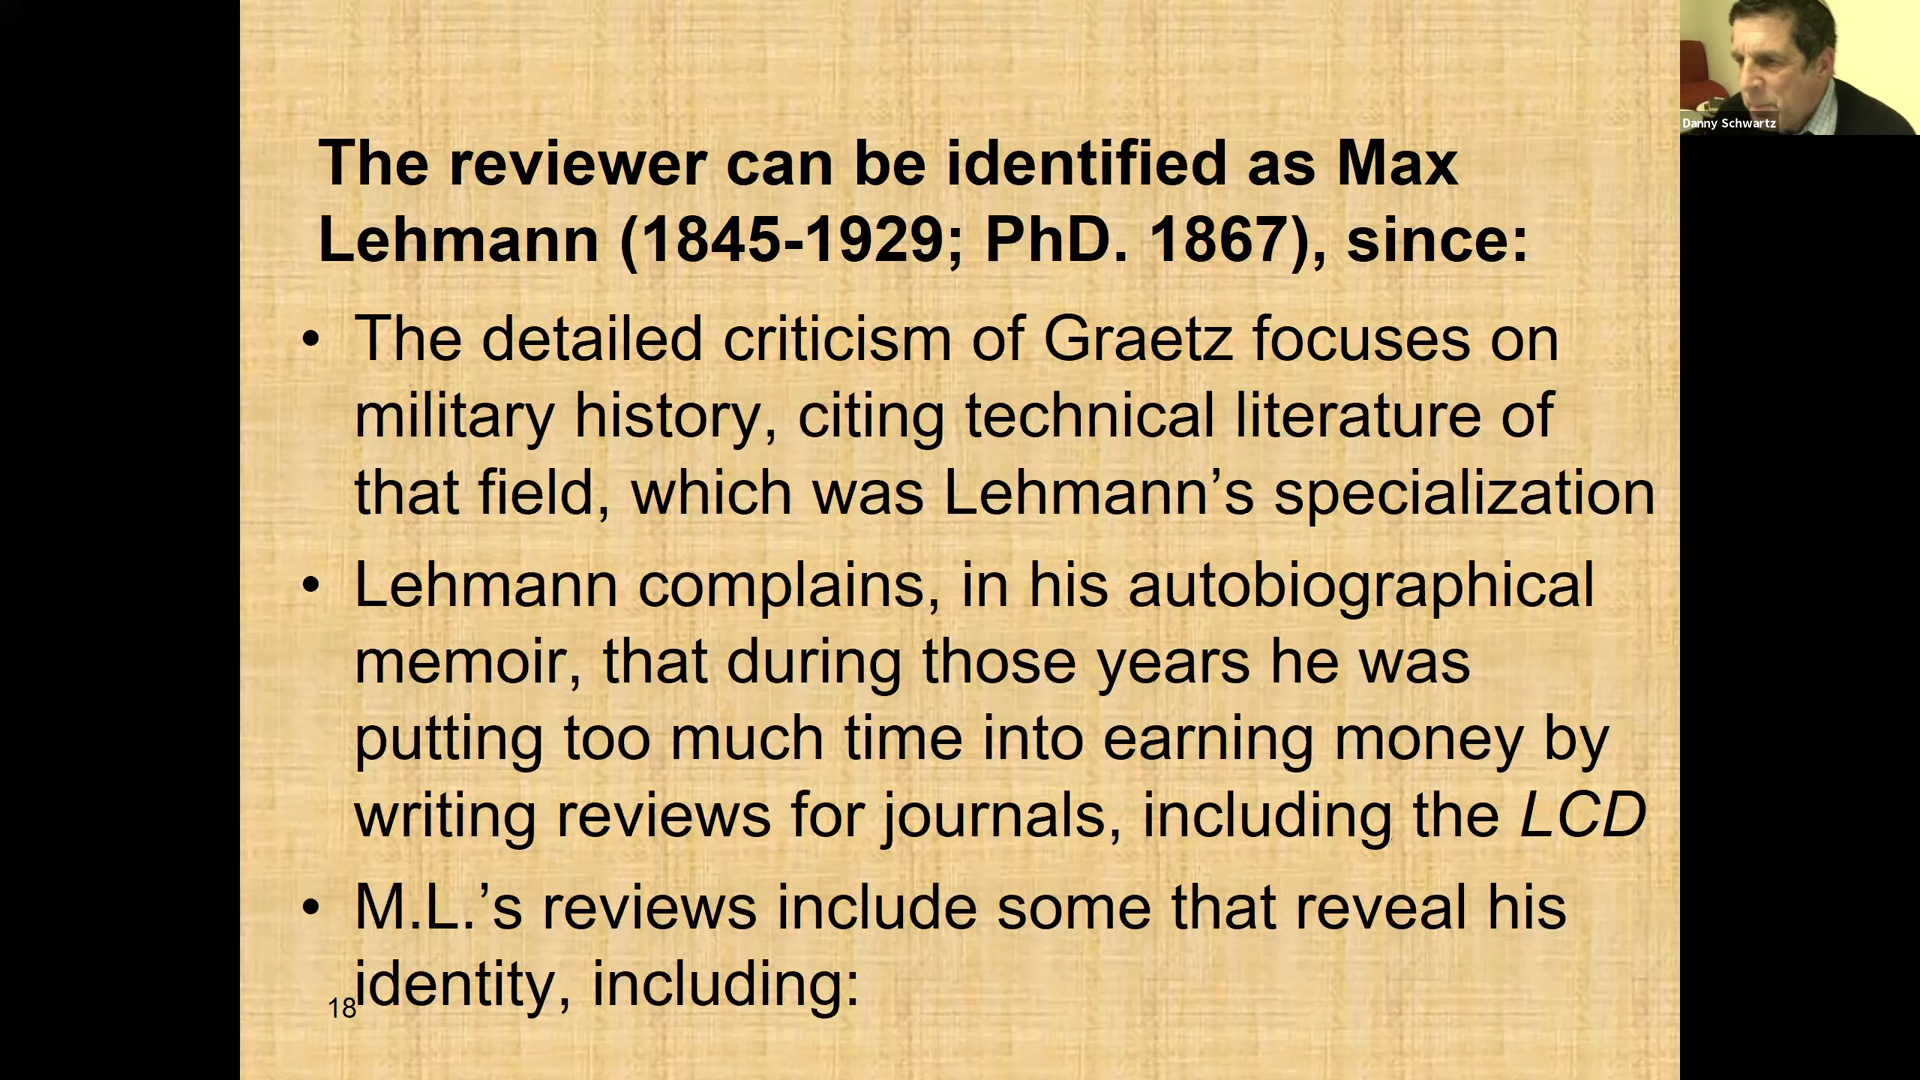 Danny Schwartz
The reviewer can be identified as Max
Lehmann (1845-1929; PhD. 1867), since:
• The detailed criticism of Graetz focuses on
military history, citing technical literature of
that field, which was Lehmann’s specialization
• Lehmann complains, in his autobiographical
memoir, that during those years he was
putting too much time into earning money by
writing reviews for journals, including the LCD
• M.L.’s reviews include some that reveal his
identity, including:
18